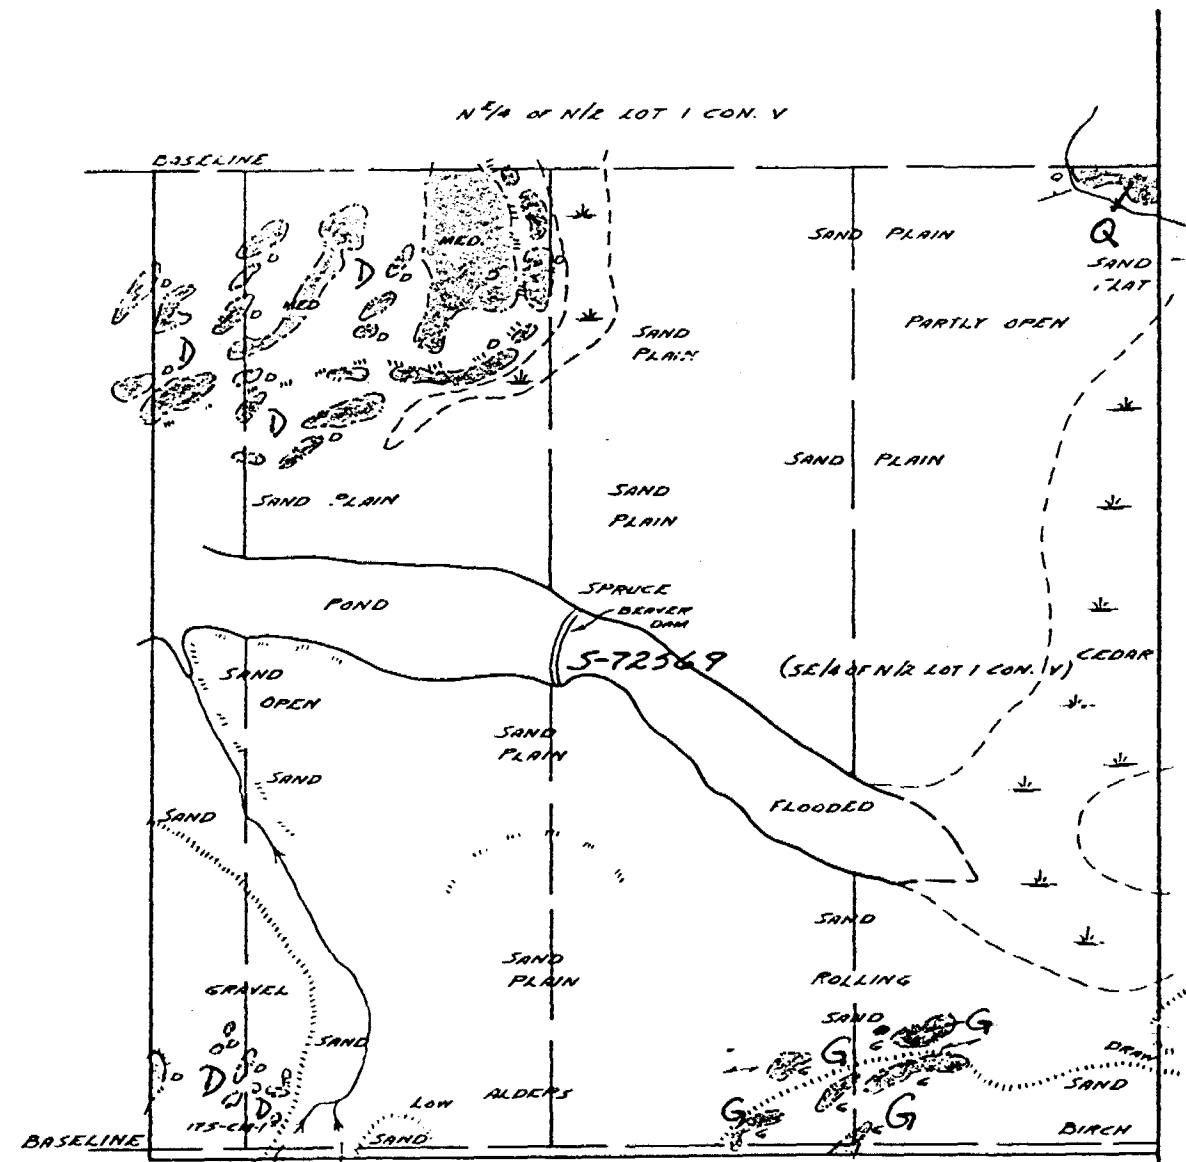 N E/4 OF N/2 LOT 1 CON. V
BASELINE
Q
SAND PLAIN
SAND
FLAT
MED.
D
MED
PARTLY OPEN
SAND
PLAIN
D
D
SAND PLAIN
SAND PLAIN
SAND
PLAIN
SPRUCE
POND
BEAVER
DAM
S-72569
(SE/4 OF N/2 LOT 1 CON. V)
CEDAR
SAND
OPEN
SAND
PLAIN
SAND
SAND
FLOODED
SAND
SAND
PLAIN
ROLLING
GRAVEL
SAND
G
SAND
G
DRAW
D
SAND
ALDERS
LOW
D
G
G
BIRCH
SAND
BASELINE